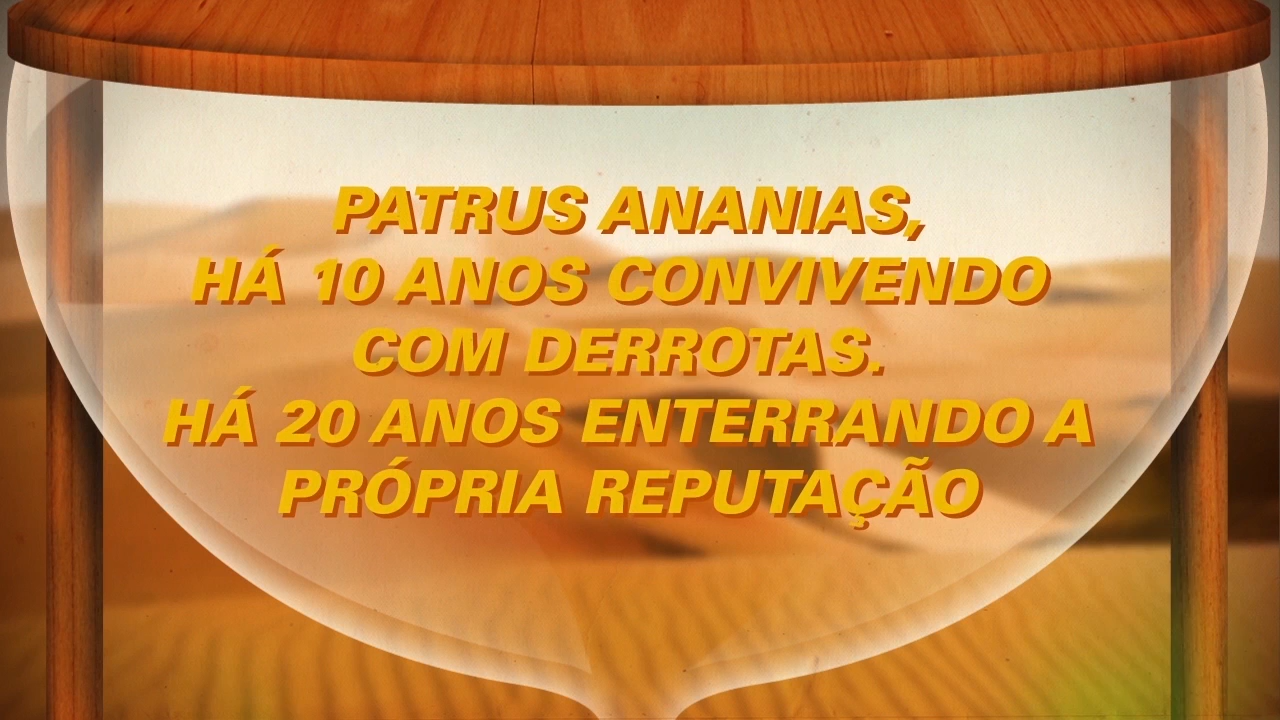 PATRUS ANANIAS,
HÁ 10 ANOS CONVIVENDO
COM DERROTAS.
HÁ 20 ANOS ENTERRANDO A
PRÓPRIA REPUTAÇÃO